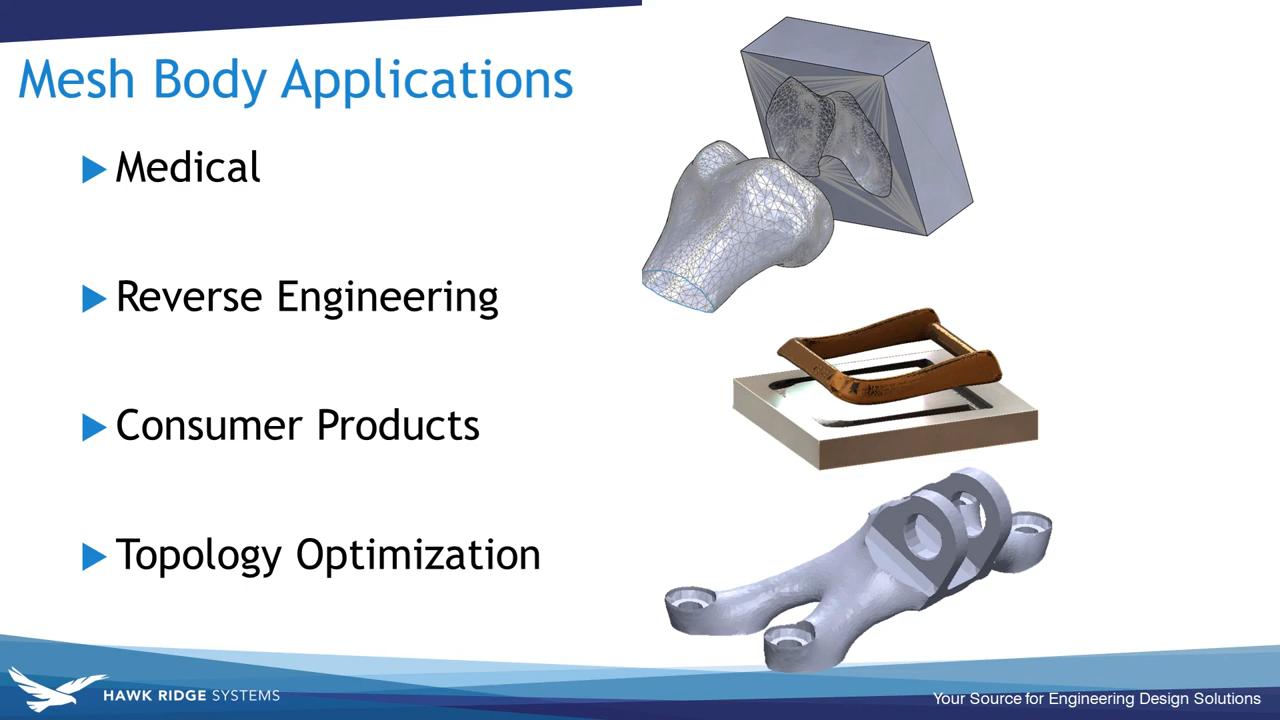 Mesh Body Applications
Medical
Reverse Engineering
Consumer Products
Topology Optimization
HAWK RIDGE SYSTEMS
Your Source for Engineering Design Solutions